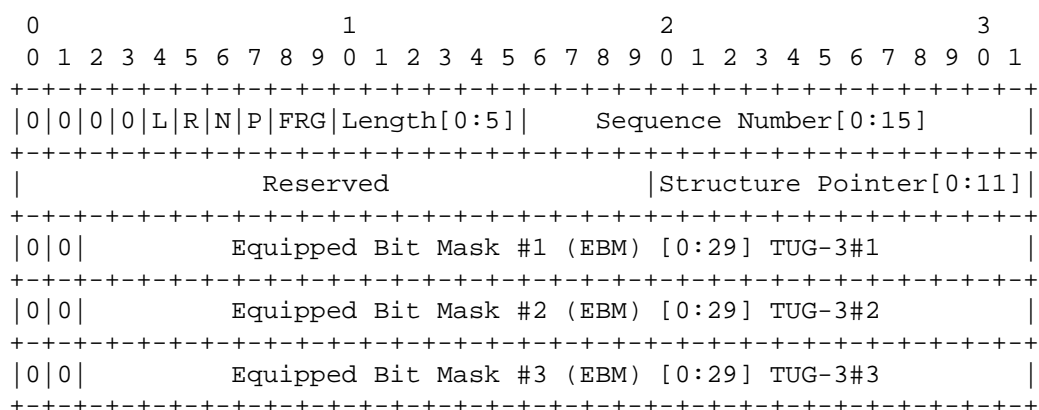 0                   1                   2                   3
 0 1 2 3 4 5 6 7 8 9 0 1 2 3 4 5 6 7 8 9 0 1 2 3 4 5 6 7 8 9 0 1
+-+-+-+-+-+-+-+-+-+-+-+-+-+-+-+-+-+-+-+-+-+-+-+-+-+-+-+-+-+-+-+-+
|0|0|0|0|L|R|N|P|FRG|Length[0:5]|    Sequence Number[0:15]      |
+-+-+-+-+-+-+-+-+-+-+-+-+-+-+-+-+-+-+-+-+-+-+-+-+-+-+-+-+-+-+-+-+
|               Reserved                |Structure Pointer[0:11]|
+-+-+-+-+-+-+-+-+-+-+-+-+-+-+-+-+-+-+-+-+-+-+-+-+-+-+-+-+-+-+-+-+
|0|0|         Equipped Bit Mask #1 (EBM) [0:29] TUG-3#1         |
+-+-+-+-+-+-+-+-+-+-+-+-+-+-+-+-+-+-+-+-+-+-+-+-+-+-+-+-+-+-+-+-+
|0|0|         Equipped Bit Mask #2 (EBM) [0:29] TUG-3#2         |
+-+-+-+-+-+-+-+-+-+-+-+-+-+-+-+-+-+-+-+-+-+-+-+-+-+-+-+-+-+-+-+-+
|0|0|         Equipped Bit Mask #3 (EBM) [0:29] TUG-3#3         |
+-+-+-+-+-+-+-+-+-+-+-+-+-+-+-+-+-+-+-+-+-+-+-+-+-+-+-+-+-+-+-+-+